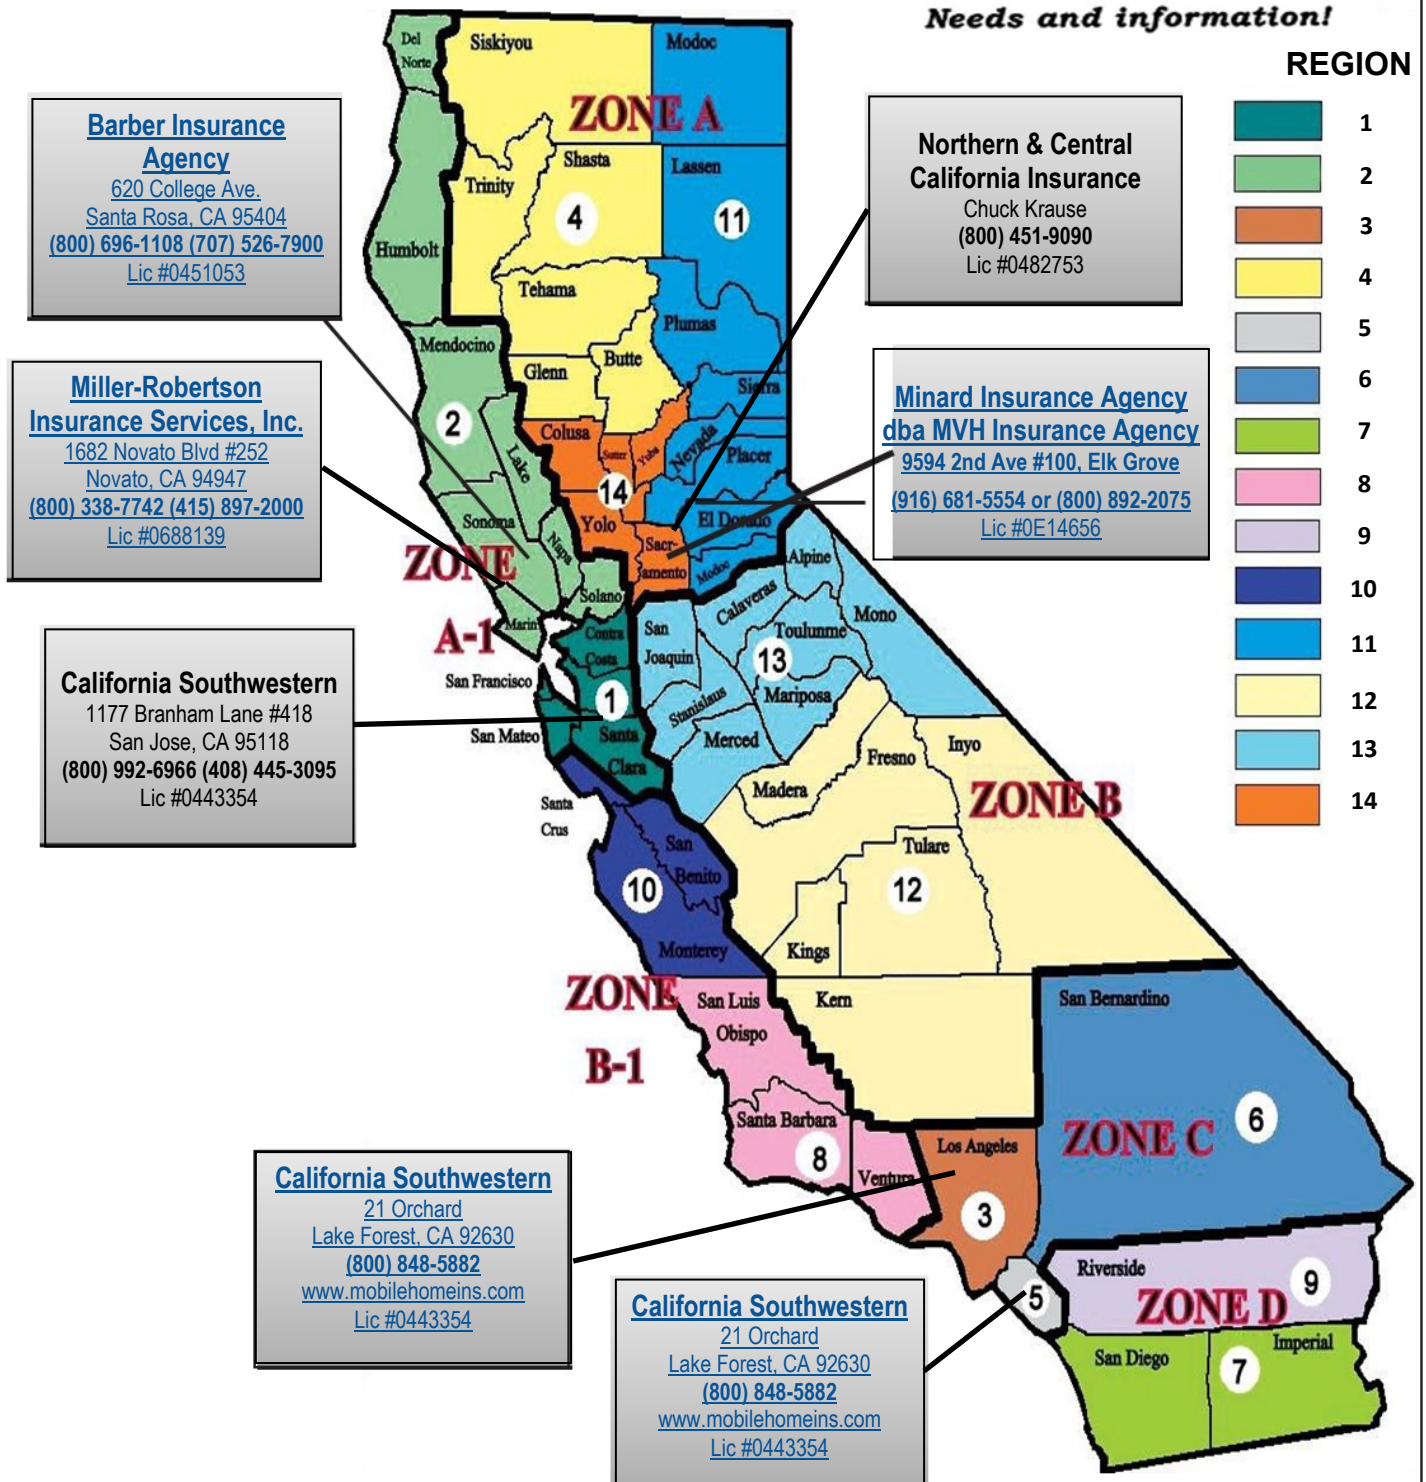 Needs and information!
REGION
1
2
3
4
5
6
7
8
9
10
11
12
13
14
Barber Insurance
Agency
620 College Ave.
Santa Rosa, CA 95404
(800) 696-1108 (707) 526-7900
Lic #0451053
Miller-Robertson
Insurance Services, Inc.
1682 Novato Blvd #252
Novato, CA 94947
(800) 338-7742 (415) 897-2000
Lic #0688139
California Southwestern
1177 Branham Lane #418
San Jose, CA 95118
(800) 992-6966 (408) 445-3095
Lic #0443354
Northern & Central
California Insurance
Chuck Krause
(800) 451-9090
Lic #0482753
Minard Insurance Agency
dba MVH Insurance Agency
9594 2nd Ave #100, Elk Grove
(916) 681-5554 or (800) 892-2075
Lic #0E14656
California Southwestern
21 Orchard
Lake Forest, CA 92630
(800) 848-5882
www.mobilehomeins.com
Lic #0443354
California Southwestern
21 Orchard
Lake Forest, CA 92630
(800) 848-5882
www.mobilehomeins.com
Lic #0443354
Del
Norte
Siskiyou
Modoc
ZONE A
Shasta
Lassen
Trinity
4
11
Humbolt
Tehama
Plumas
Mendocino
Butte
Glenn
Sierra
2
Colusa
Sutter
Yuba
Nevada
Placer
Lake
14
Sonoma
Yolo
El Dorado
Napa
Sacr-
amento
Modoc
Alpine
ZONE
A-1
Solano
Calaveras
Mono
Marin
Contra
Costa
San
Joaquin
Toulunme
13
San Francisco
1
Stanislaus
Mariposa
San Mateo
Santa
Clara
Merced
Fresno
Inyo
Madera
ZONE B
Santa
Crus
San
Benito
Tulare
10
12
Monterey
Kings
ZONE
B-1
San Luis
Obispo
Kern
San Bernardino
Santa Barbara
8
Ventura
Los Angeles
3
ZONE C
6
5
Riverside
9
ZONE D
San Diego
Imperial
7